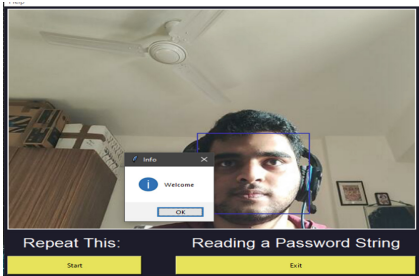 Info
Welcome
OK
Repeat This: Reading a Password String
Start Exit